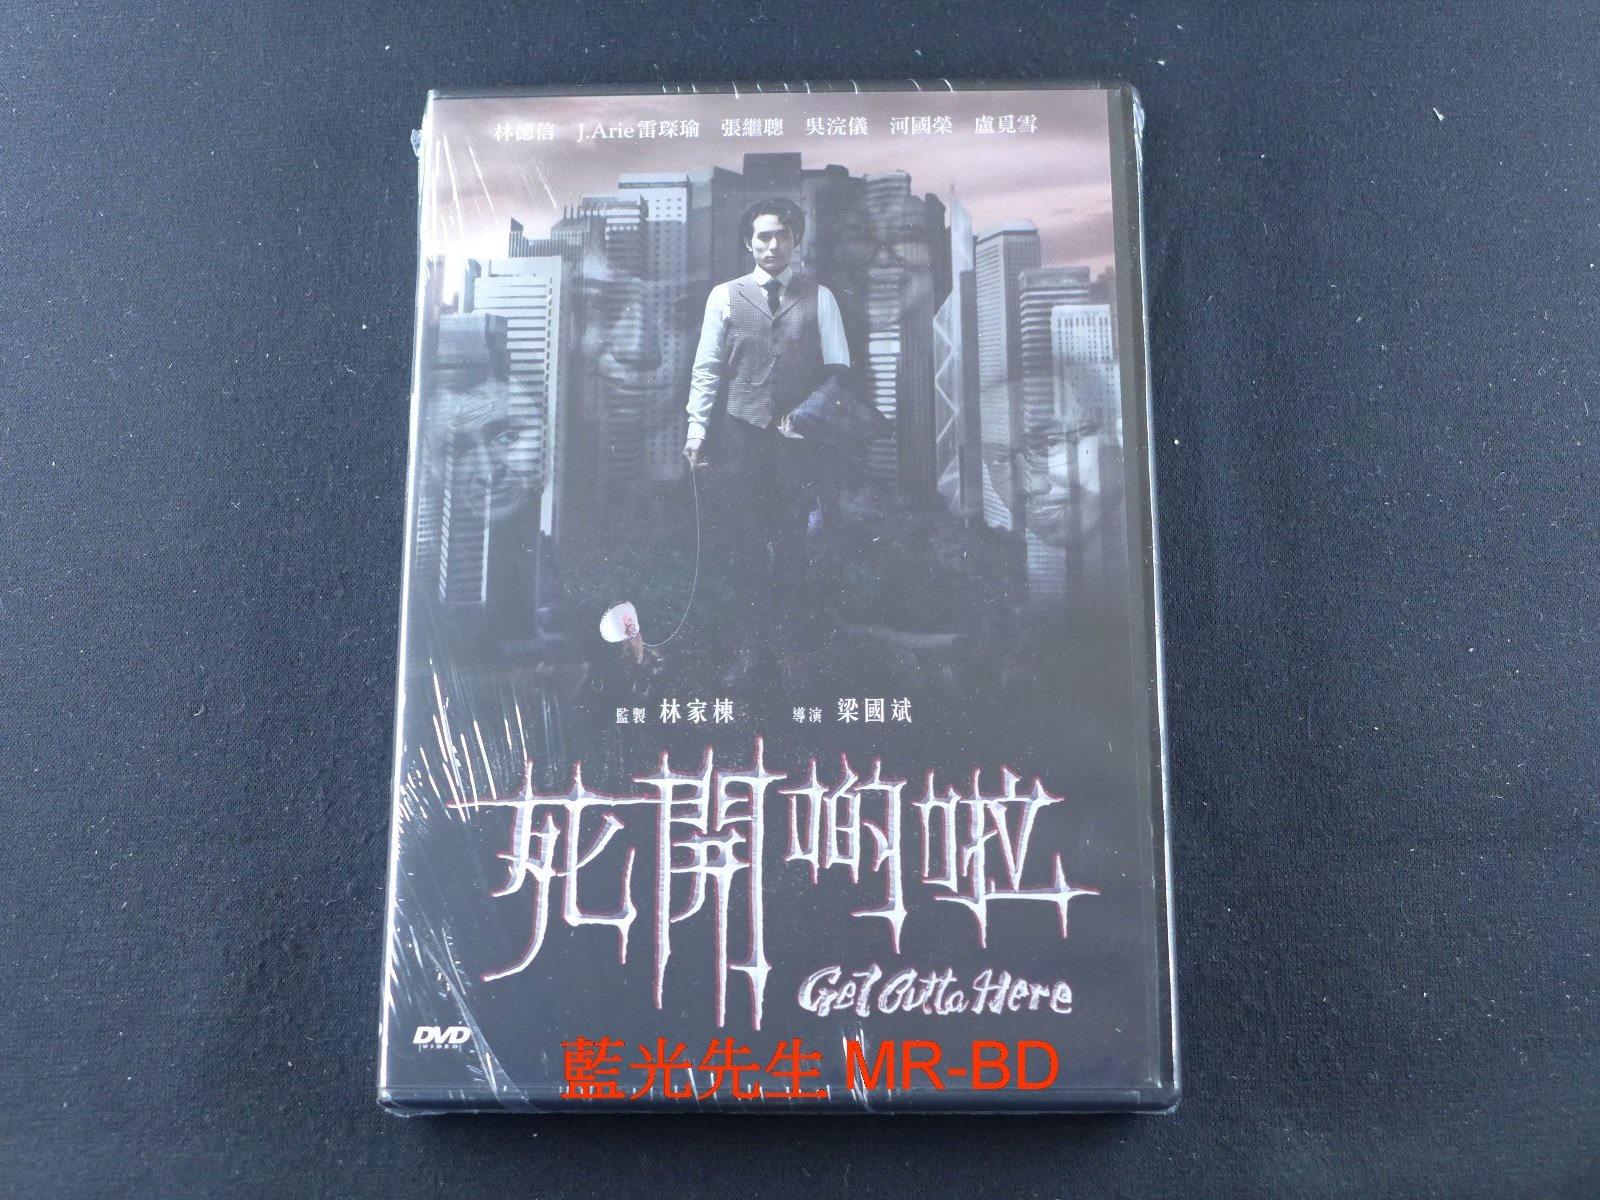 林德信 J.Arie雷琛瑜 張繼聰 吳浣儀 河國榮 盧覓雪
監製 林家棟 導演 梁國斌
死開啲啦
Get Outta Here
DVD
VIDEO
藍光先生 MR-BD